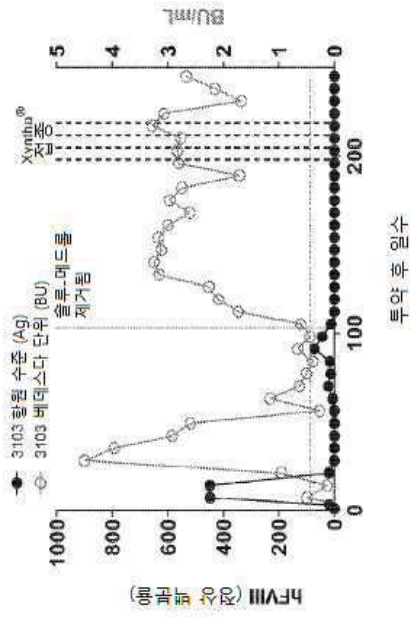 3103 항원 수준 (Ag)
3103 베데스다 단위 (BU)
솔루-메드롤
제거됨
Xyntha®
접종
1000
800
600
400
200
0
hFVIII (정상 백분율)
5
4
3
2
1
0
BU/mL
0
100
200
투약 후 일수